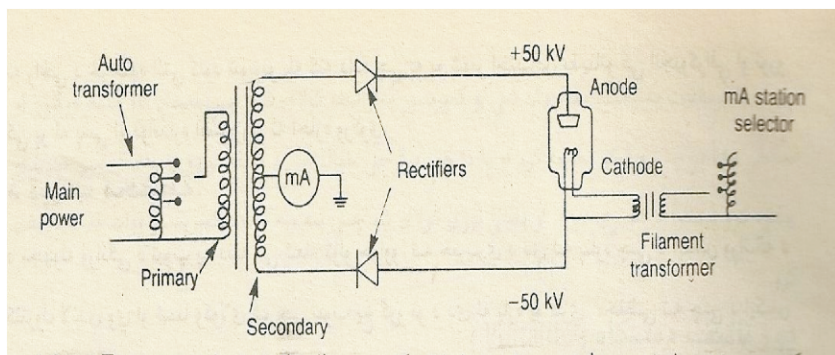 +50 kV
Auto
transformer
Anode
mA station
selector
mA
Rectifiers
Main
power
Cathode
Primary
Filament
transformer
Secondary
−50 kV